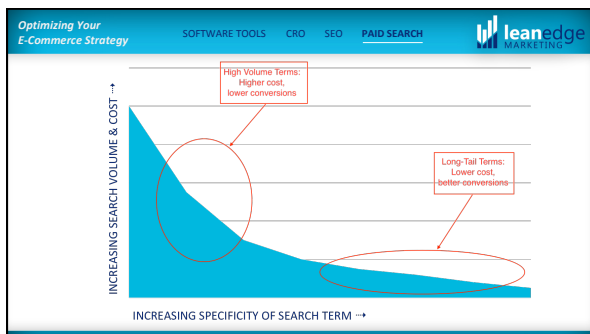 Optimizing Your
E-Commerce Strategy
SOFTWARE TOOLS CRO SEO PAID SEARCH
leanedge
MARKETING
High Volume Terms:
Higher cost,
lower conversions
Long-Tail Terms:
Lower cost,
better conversions
INCREASING SEARCH VOLUME & COST ⇢
INCREASING SPECIFICITY OF SEARCH TERM ⇢